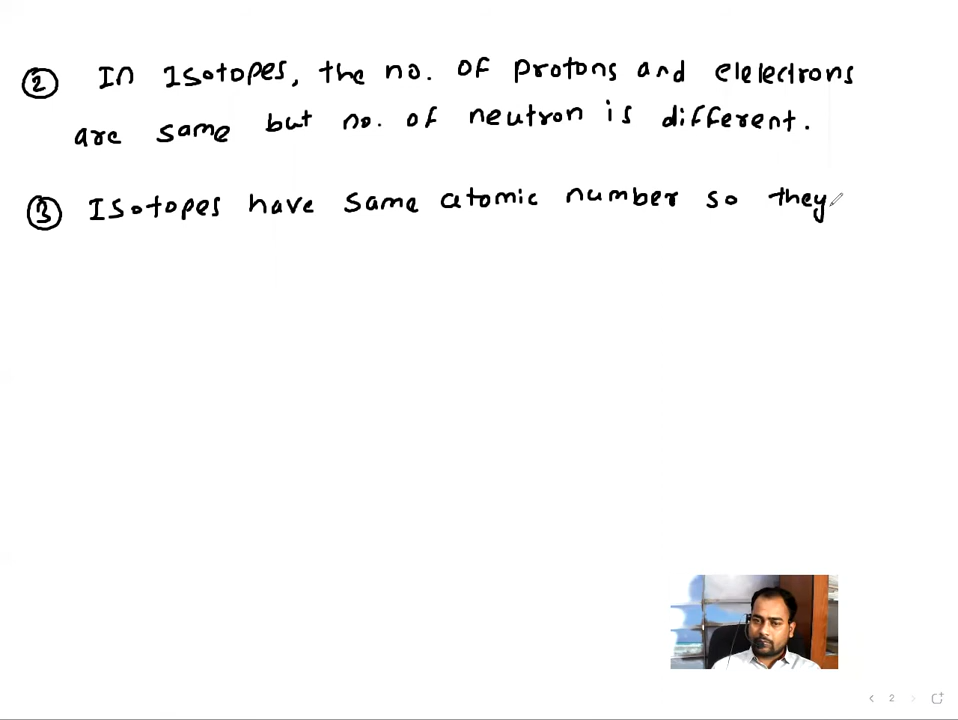 ② In Isotopes, the no. of protons and elelectrons
are same but no. of neutron is different.
③ Isotopes have same atomic number so they
2